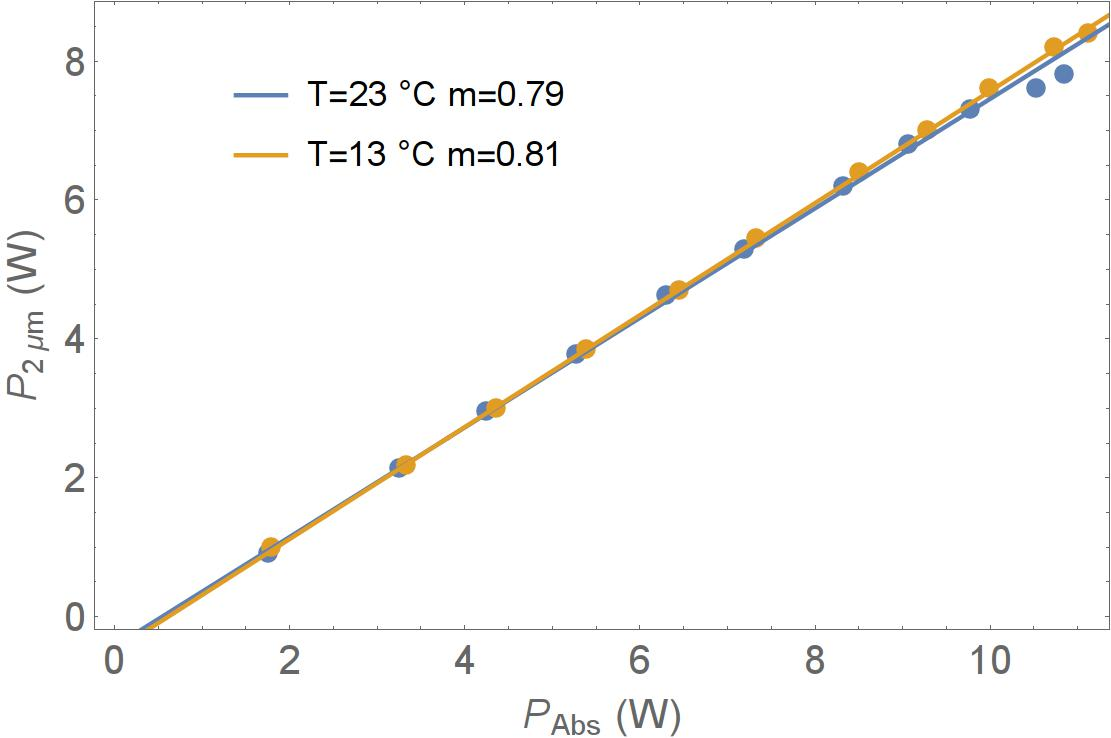 8
6
4
2
0
P2 μm (W)
T=23 °C m=0.79
T=13 °C m=0.81
0 2 4 6 8 10
PAbs (W)